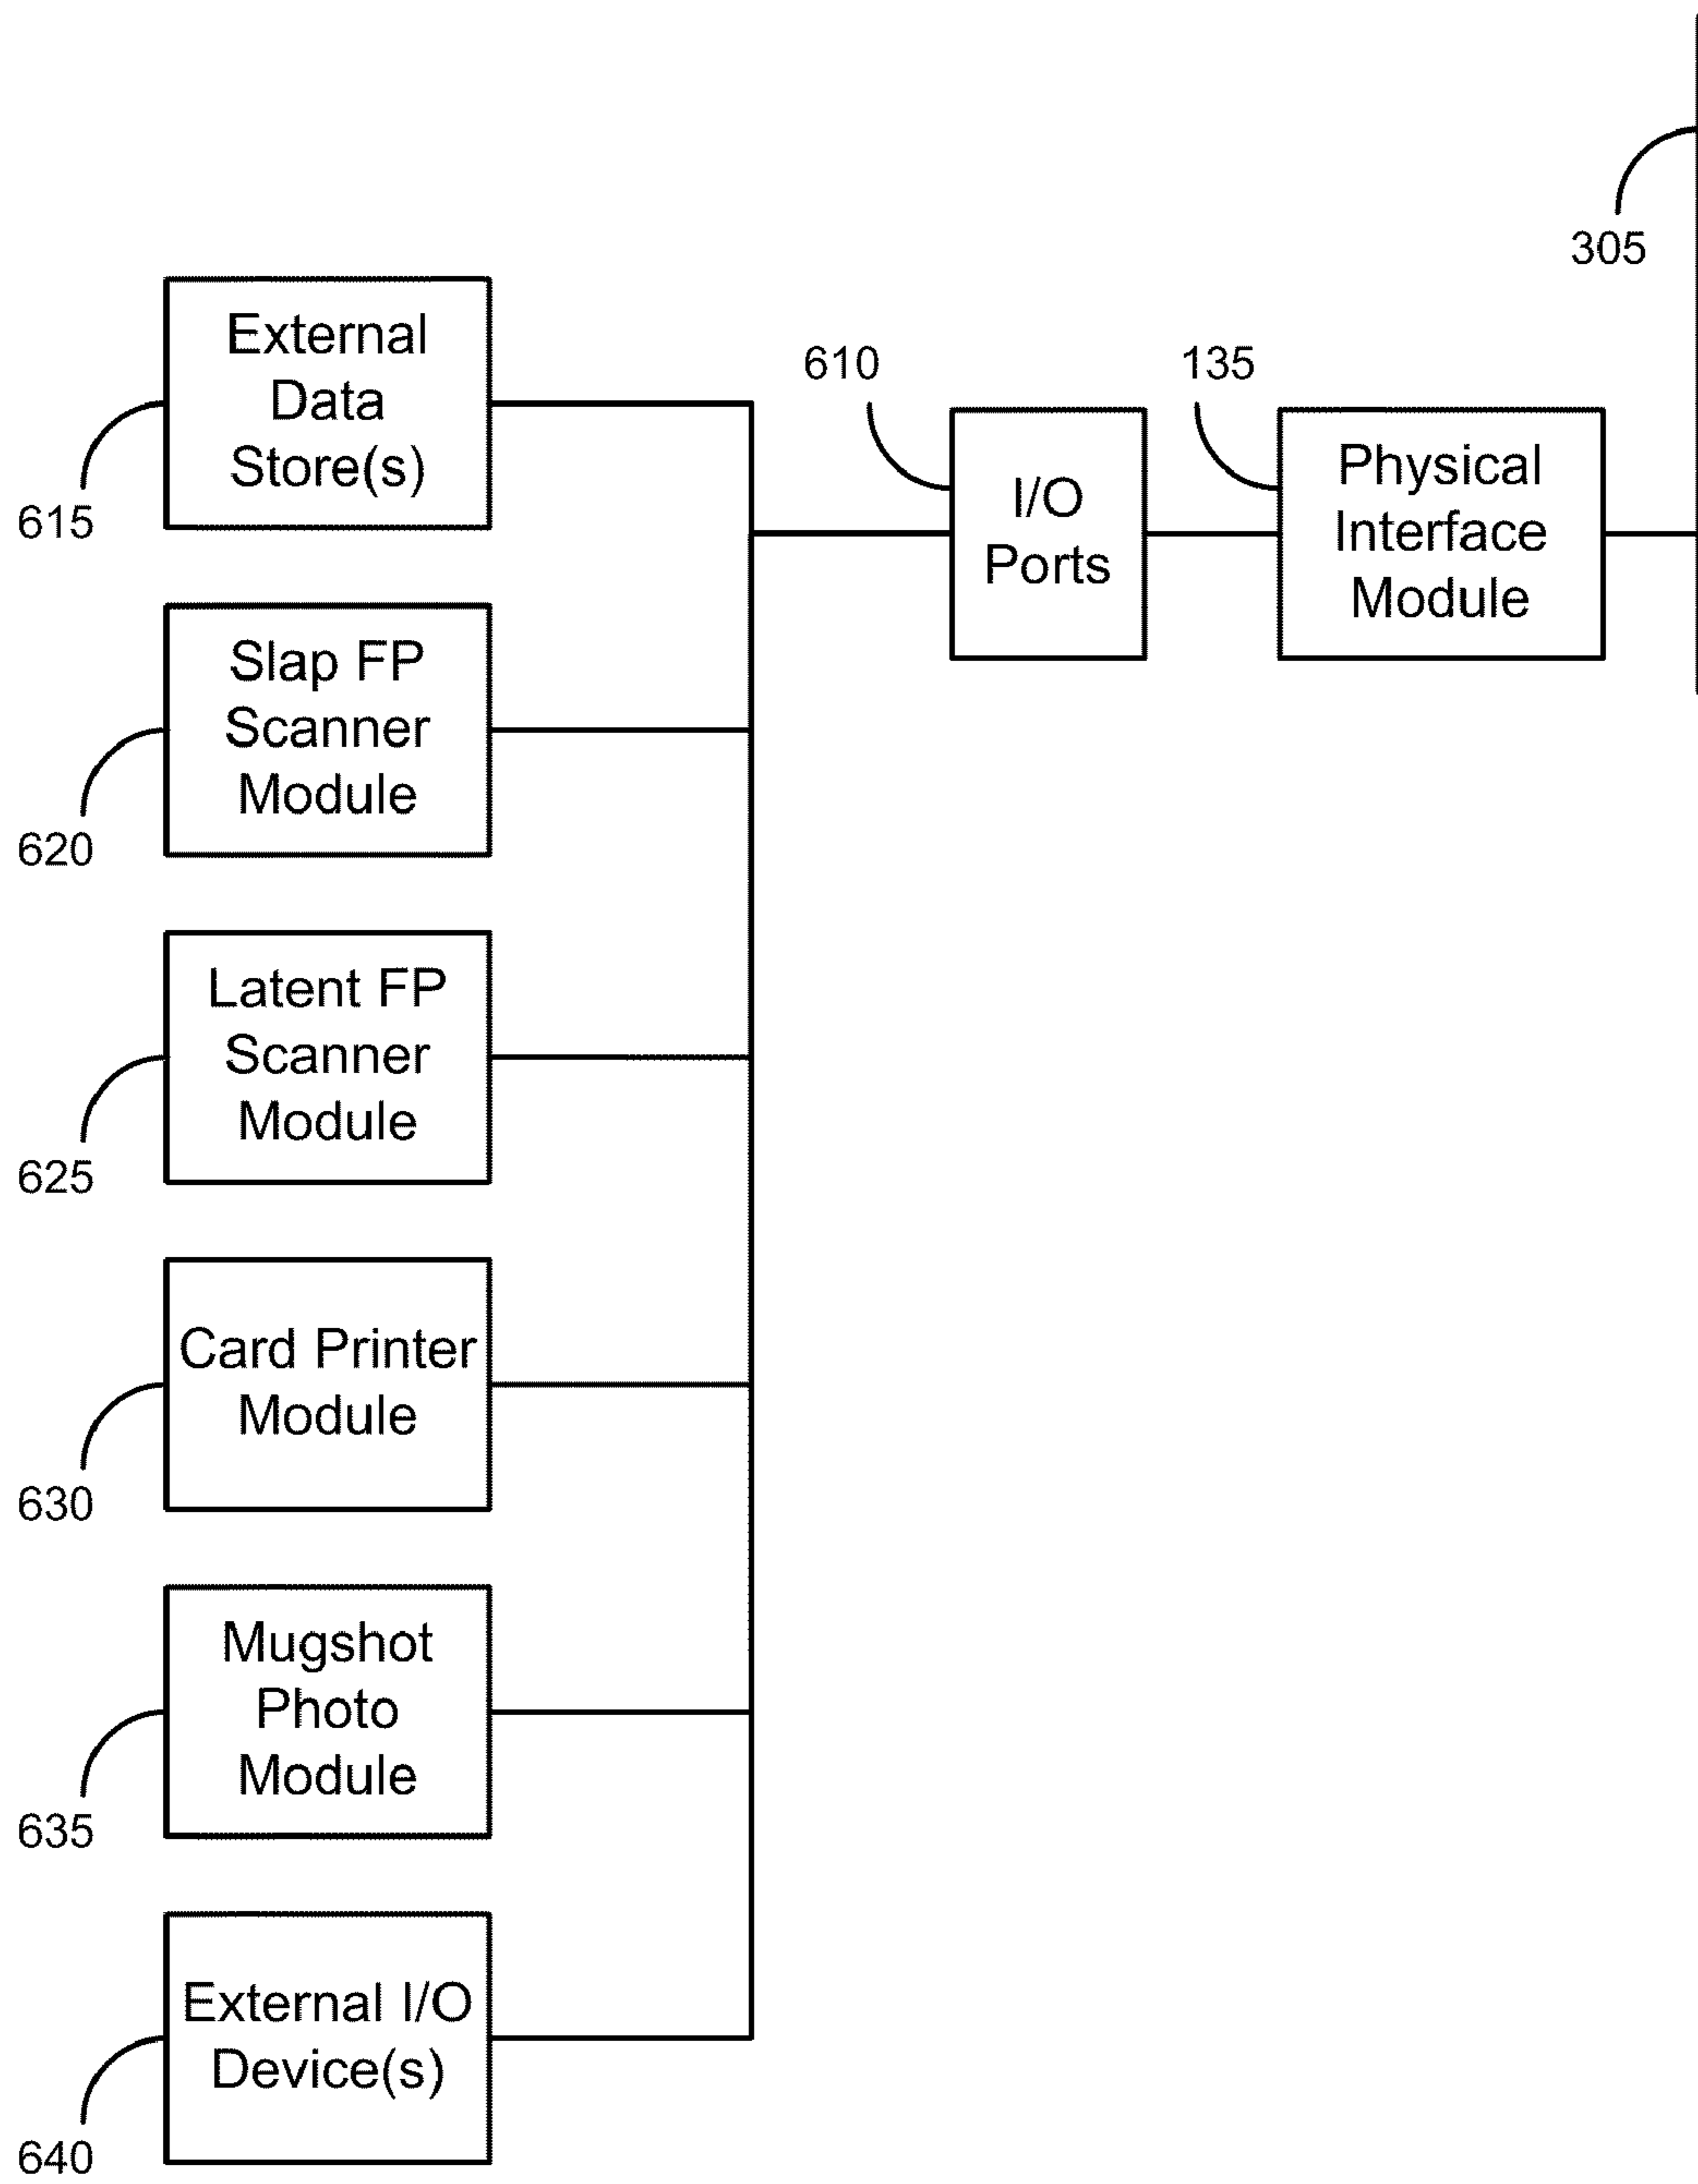 305
610
135
External
Data
Store(s)
615
I/O
Ports
Physical
Interface
Module
Slap FP
Scanner
Module
620
Latent FP
Scanner
Module
625
Card Printer
Module
630
Mugshot
Photo
Module
635
External I/O
Device(s)
640